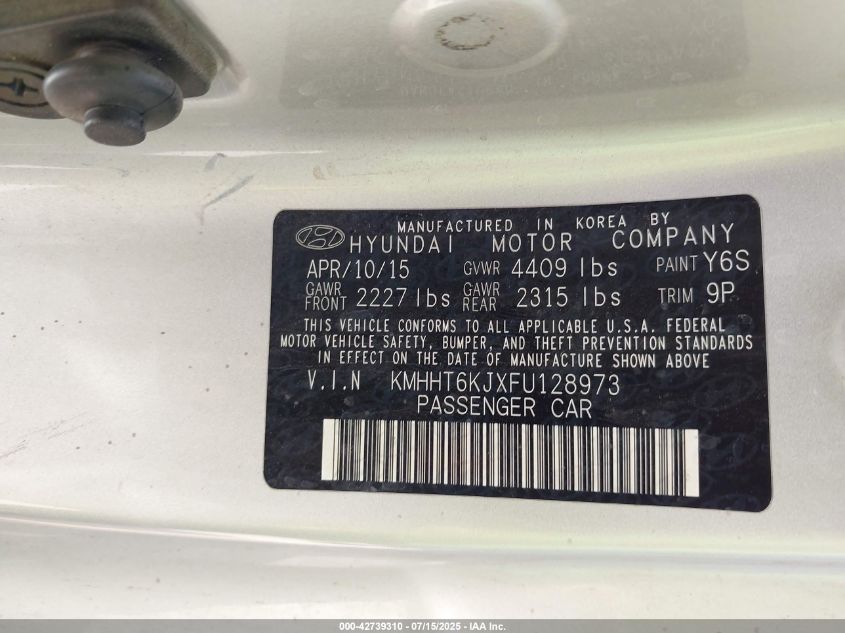 MANUFACTURED IN KOREA BY
HYUNDAI MOTOR COMPANY
APR/10/15 GVWR 4409 lbs PAINT Y6S
GAWR FRONT 2227 lbs GAWR REAR 2315 lbs TRIM 9P
THIS VEHICLE CONFORMS TO ALL APPLICABLE U.S.A. FEDERAL
MOTOR VEHICLE SAFETY, BUMPER, AND THEFT PREVENTION STANDARDS
IN EFFECT ON THE DATE OF MANUFACTURE SHOWN ABOVE
V.I.N KMHHT6KJXFU128973
PASSENGER CAR
000-42739310 - 07/15/2025 - IAA Inc.